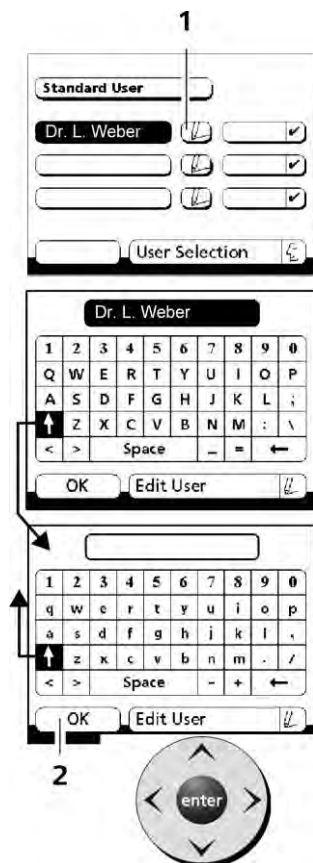 1
Standard User
Dr. L. Weber
User Selection
Dr. L. Weber
1 2 3 4 5 6 7 8 9 0
Q W E R T Y U I O P
A S D F G H J K L ;
Z X C V B N M : \
< > Space _ = ←
OK Edit User
1 2 3 4 5 6 7 8 9 0
q w e r t y u i o p
a s d f g h j k l ,
z x c v b n m . /
< > Space - + ←
OK Edit User
2
enter